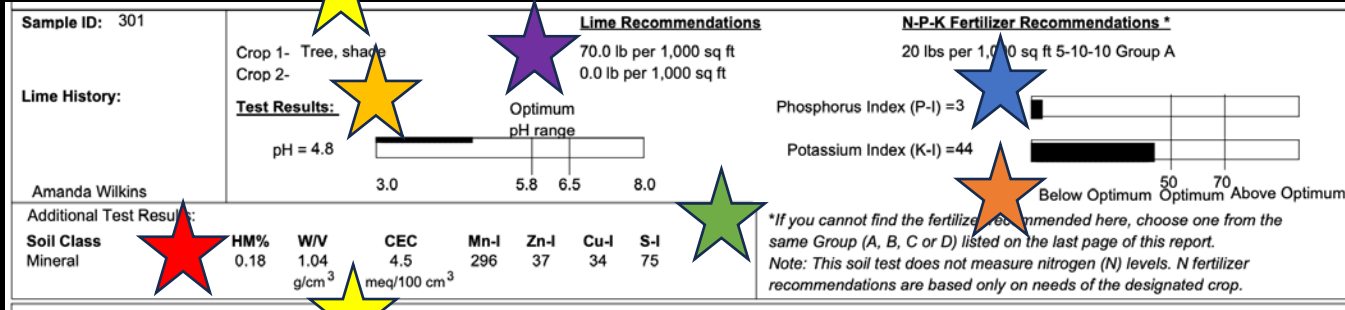 Sample ID: 301
Lime Recommendations
N-P-K Fertilizer Recommendations *
Crop 1- Tree, shade
70.0 lb per 1,000 sq ft
20 lbs per 1,000 sq ft 5-10-10 Group A
Crop 2-
0.0 lb per 1,000 sq ft
Lime History:
Test Results:
Optimum
pH range
Phosphorus Index (P-I) =3
pH = 4.8
Potassium Index (K-I) =44
3.0 5.8 6.5 8.0
50 70
Below Optimum Optimum Above Optimum
Amanda Wilkins
Additional Test Results:
Soil Class HM% W/V CEC Mn-I Zn-I Cu-I S-I
Mineral 0.18 1.04 4.5 296 37 34 75
g/cm³ meq/100 cm³
*If you cannot find the fertilizer recommended here, choose one from the
same Group (A, B, C or D) listed on the last page of this report.
Note: This soil test does not measure nitrogen (N) levels. N fertilizer
recommendations are based only on needs of the designated crop.